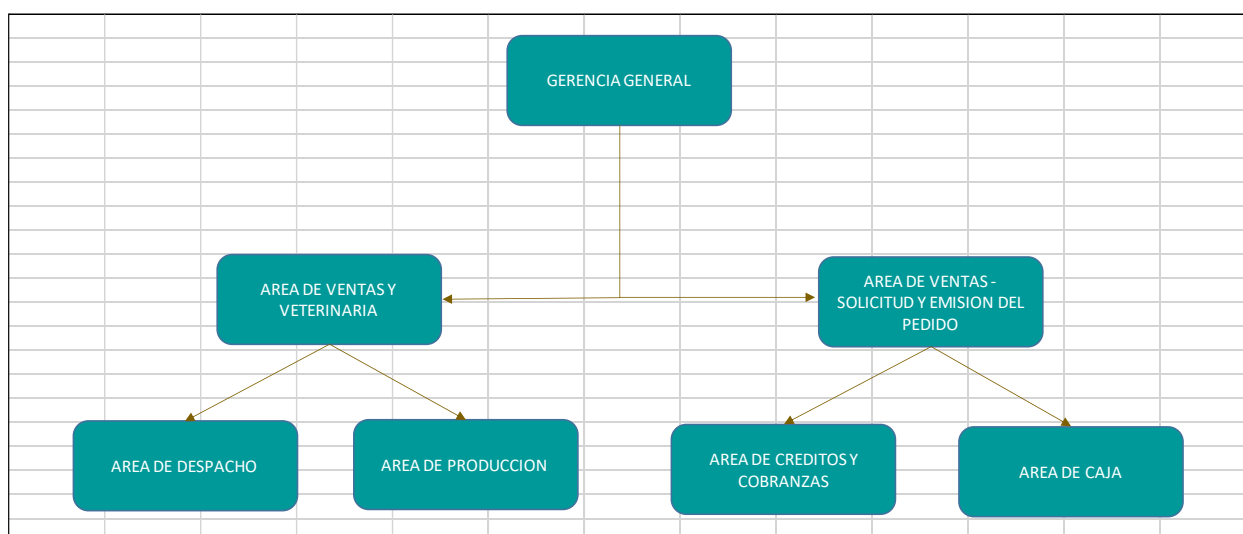 GERENCIA GENERAL
AREA DE VENTAS Y
VETERINARIA
AREA DE VENTAS -
SOLICITUD Y EMISION DEL
PEDIDO
AREA DE DESPACHO
AREA DE PRODUCCION
AREA DE CREDITOS Y
COBRANZAS
AREA DE CAJA